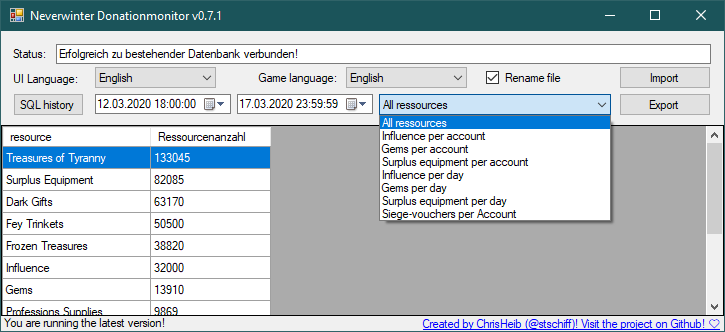 Neverwinter Donationmonitor v0.7.1
Status: Erfolgreich zu bestehender Datenbank verbunden!
UI Language: English Game language: English Rename file Import
SQL history 12.03.2020 18:00:00 17.03.2020 23:59:59 All ressources Export
All ressources
Influence per account
Gems per account
Surplus equipment per account
Influence per day
Gems per day
Surplus equipment per day
Siege-vouchers per Account
resource Ressourcenanzahl
Treasures of Tyranny 133045
Surplus Equipment 82085
Dark Gifts 63170
Fey Trinkets 50500
Frozen Treasures 38820
Influence 32000
Gems 13910
Professions Supplies 9869
You are running the latest version! Created by ChrisHeib (@stschiff)! Visit the project on Github! ♡